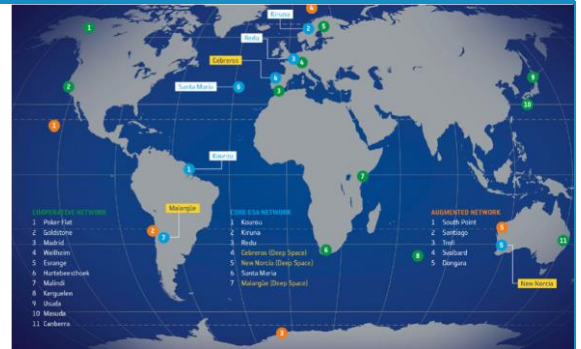 Kiruna
Redu
Cebreros
Santa Maria
Kourou
Malargüe
New Norcia
COOPERATIVE NETWORK
1 Poker Flat
2 Goldstone
3 Madrid
4 Weilheim
5 Esrange
6 Hartebeesthoek
7 Malindi
8 Kerguelen
9 Usuda
10 Masuda
11 Canberra
CORE ESA NETWORK
1 Kourou
2 Kiruna
3 Redu
4 Cebreros (Deep Space)
5 New Norcia (Deep Space)
6 Santa Maria
7 Malargüe (Deep Space)
AUGMENTED NETWORK
1 South Point
2 Santiago
3 Troll
4 Svalbard
5 Dongara